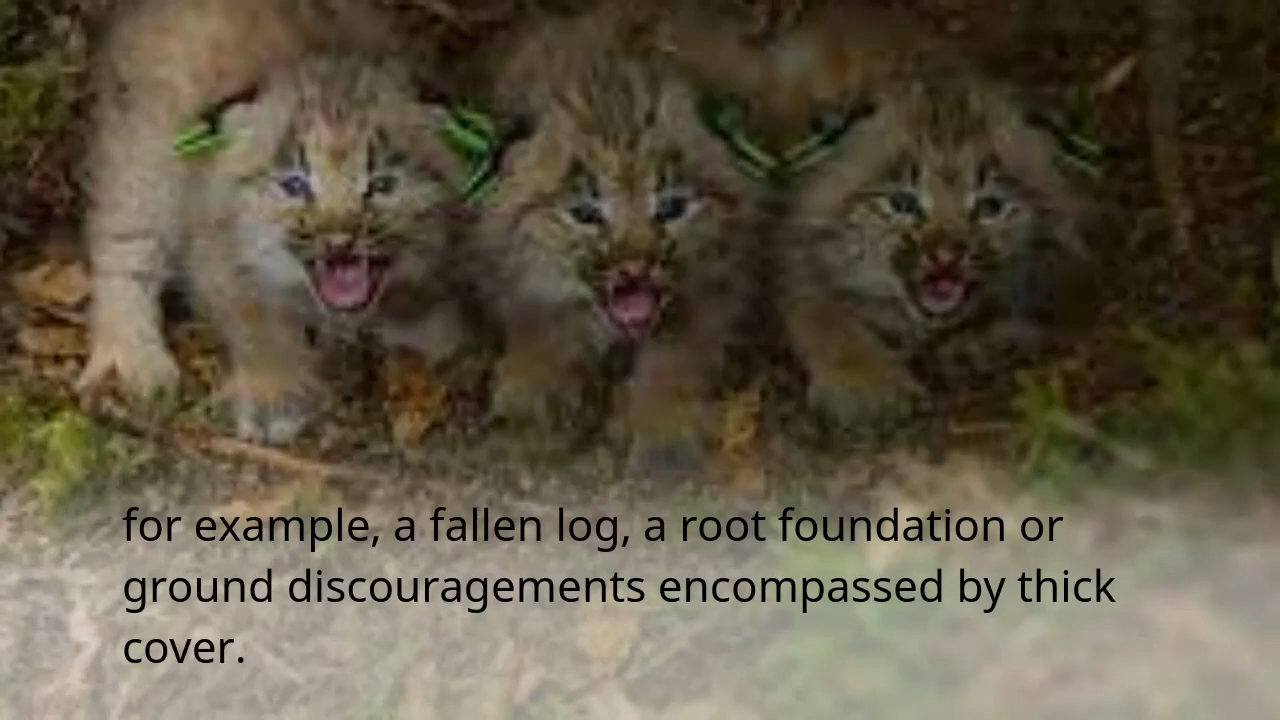 for example, a fallen log, a root foundation or
ground discouragements encompassed by thick
cover.